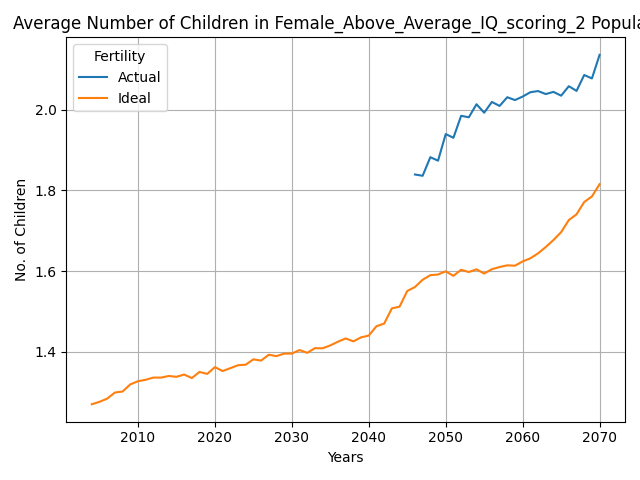 Average Number of Children in Female_Above_Average_IQ_scoring_2 Popula
Fertility
Actual
Ideal
No. of Children
2.0
1.8
1.6
1.4
2010 2020 2030 2040 2050 2060 2070
Years